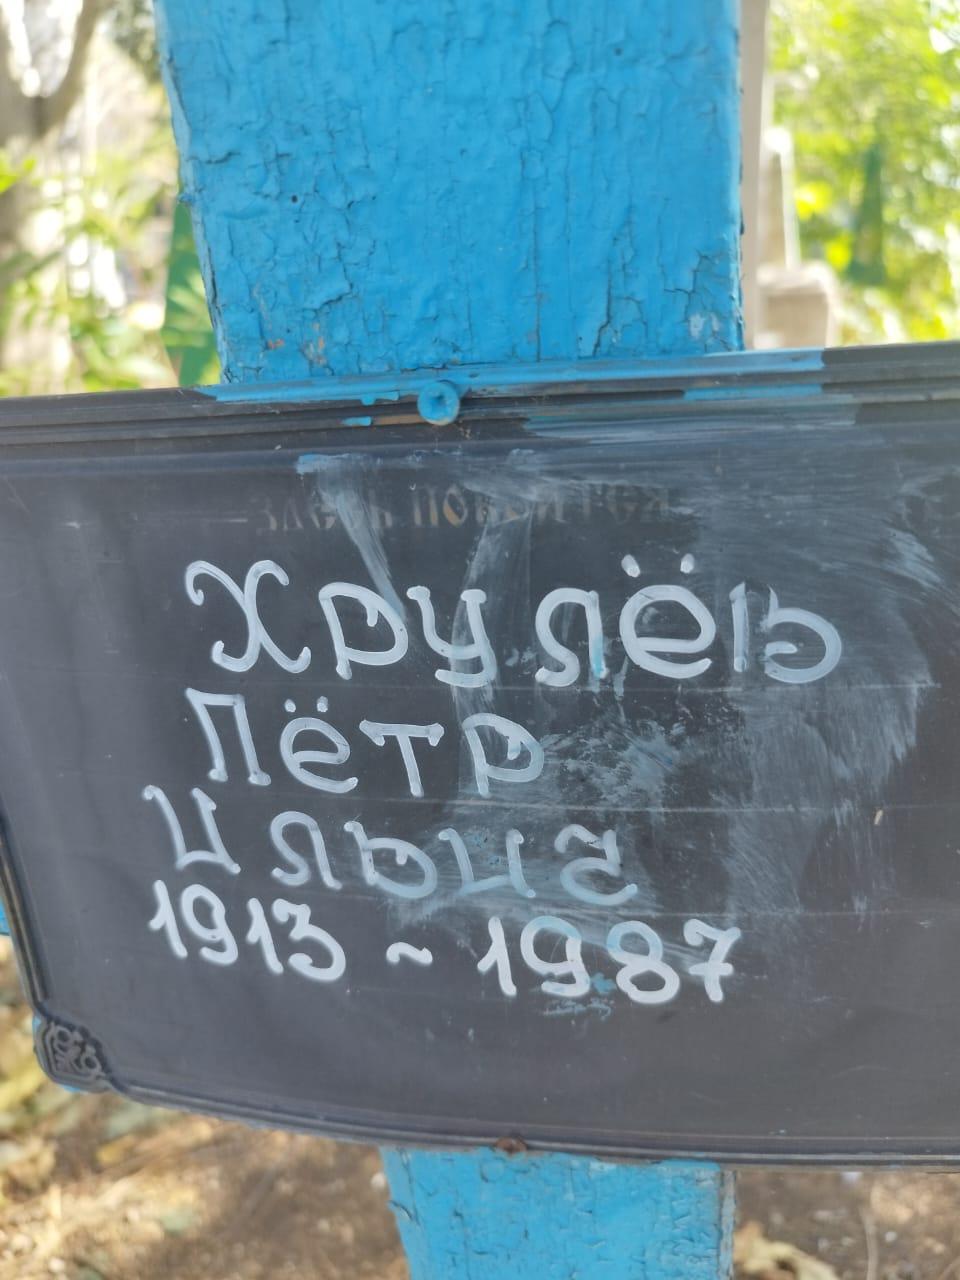 ЗДЕСЬ ПОКОИТСЯ
Хрулёв
Пётр
Ильич
1913 ~ 1987